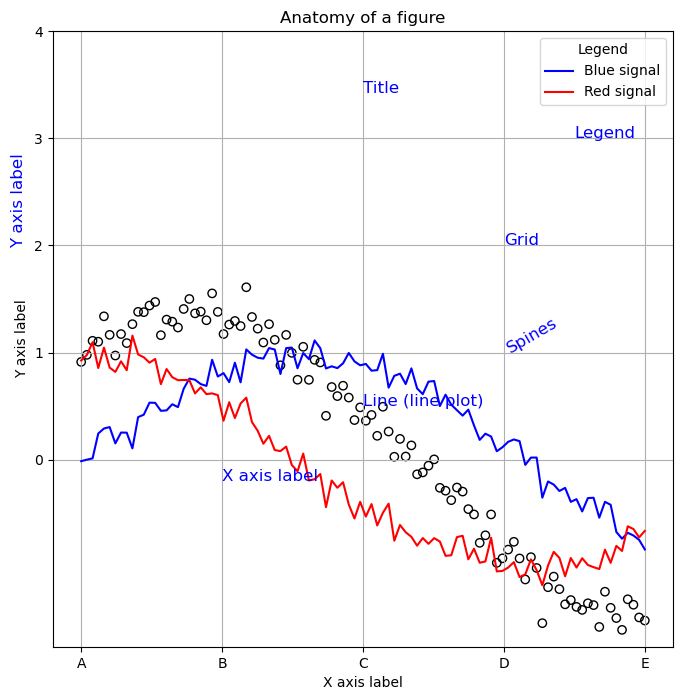 Anatomy of a figure
4
Legend
Blue signal
Red signal
Title
3
Legend
Y axis label
2
Grid
Y axis label
Spines
1
Line (line plot)
0
X axis label
A
B
C
D
E
X axis label